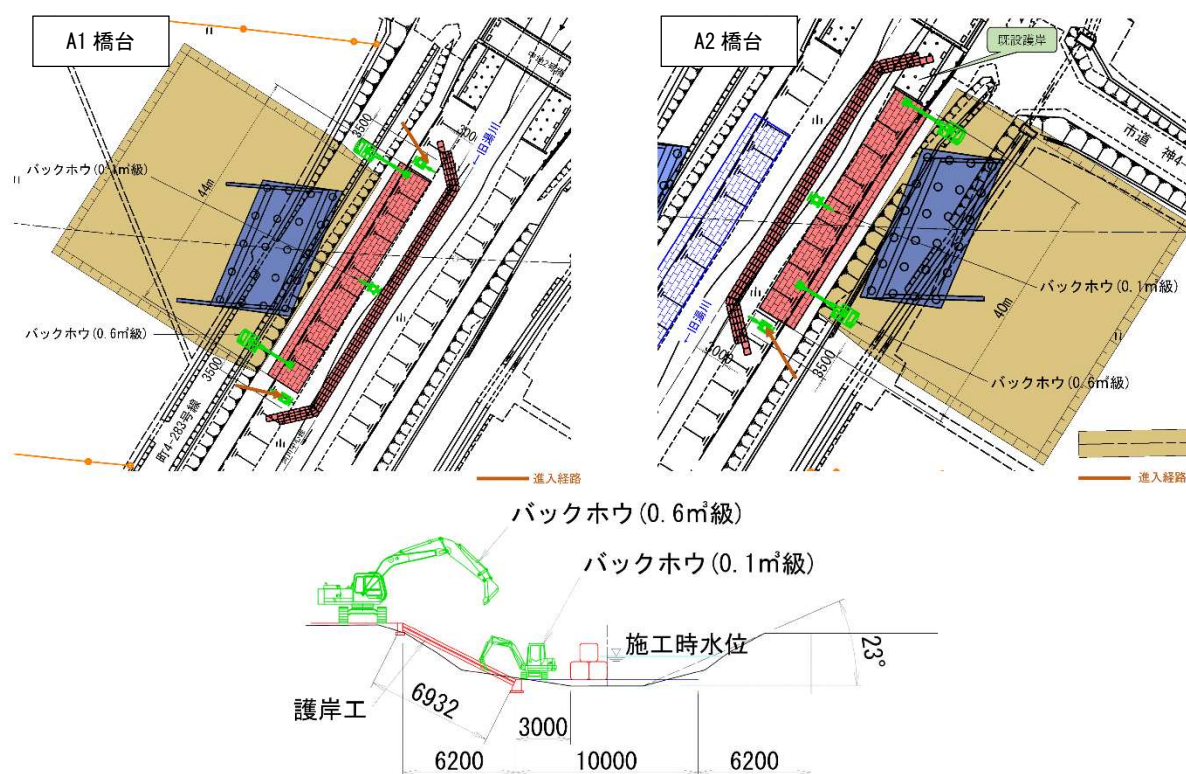 A1 橋台
バックホウ(0.1㎥級)
3500
44m
300
←旧湯川
バックホウ(0.6㎥級)
3500
町4-283号線
進入経路
A2 橋台
既設護岸
市道 神4-
←旧湯川
バックホウ(0.1㎥級)
40m
3000
3500
バックホウ(0.6㎥級)
進入経路
バックホウ(0.6㎥級)
バックホウ(0.1㎥級)
施工時水位
23°
護岸工
6932
3000
6200
10000
6200